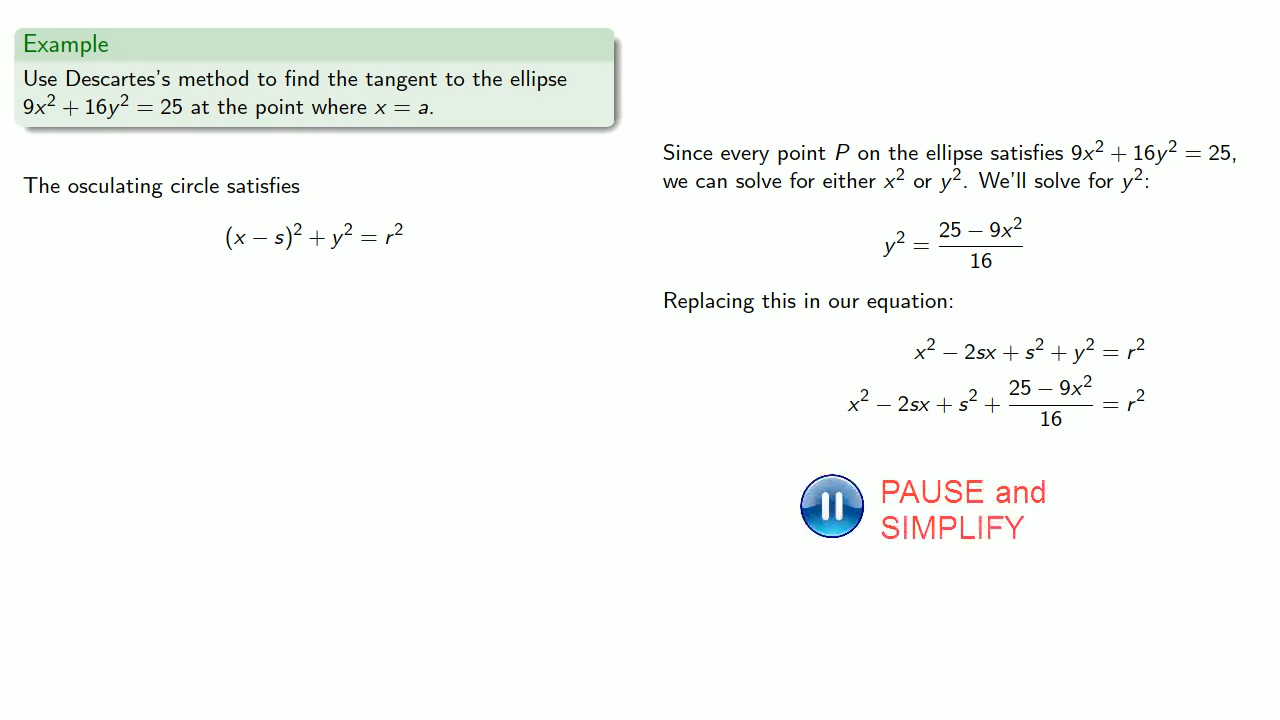 Example
Use Descartes's method to find the tangent to the ellipse
9x² + 16y² = 25 at the point where x = a.
The osculating circle satisfies
(x − s)² + y² = r²
Since every point P on the ellipse satisfies 9x² + 16y² = 25,
we can solve for either x² or y². We'll solve for y²:
y² = \frac{25 − 9x²}{16}
Replacing this in our equation:
x² − 2sx + s² + y² = r²
x² − 2sx + s² + \frac{25 − 9x²}{16} = r²
PAUSE and
SIMPLIFY